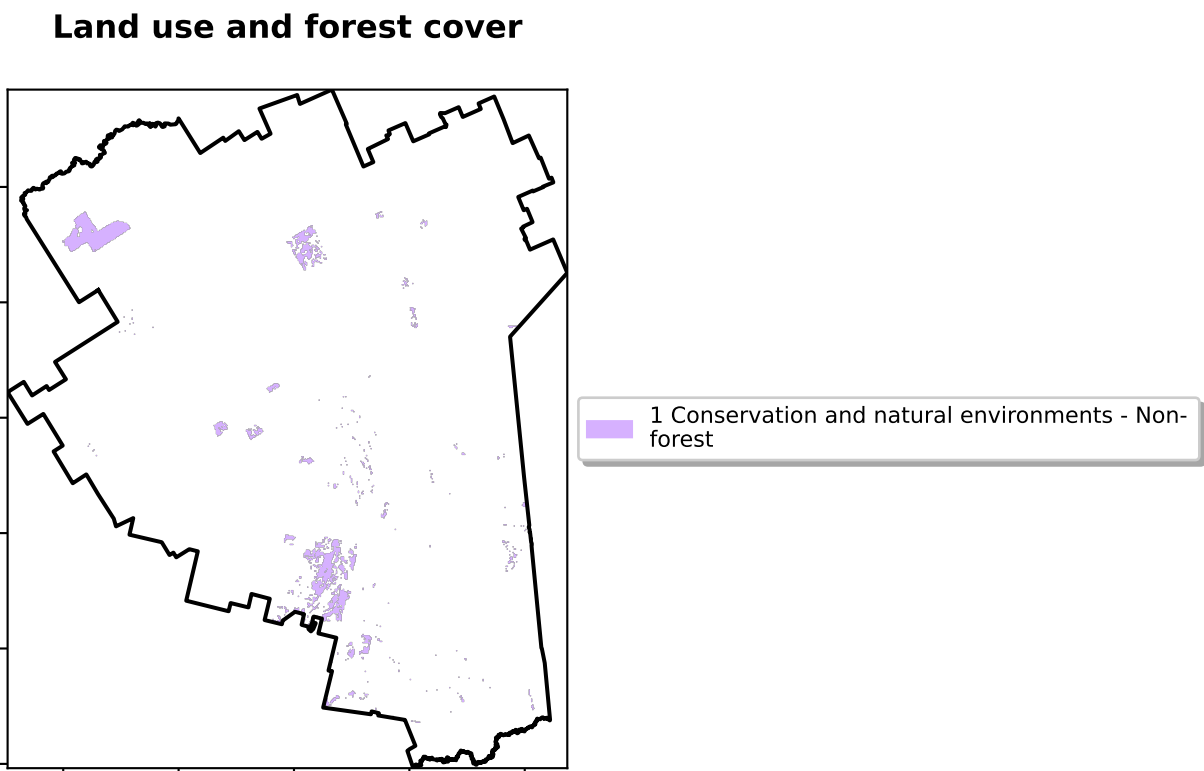 Land use and forest cover
1 Conservation and natural environments - Non-
forest